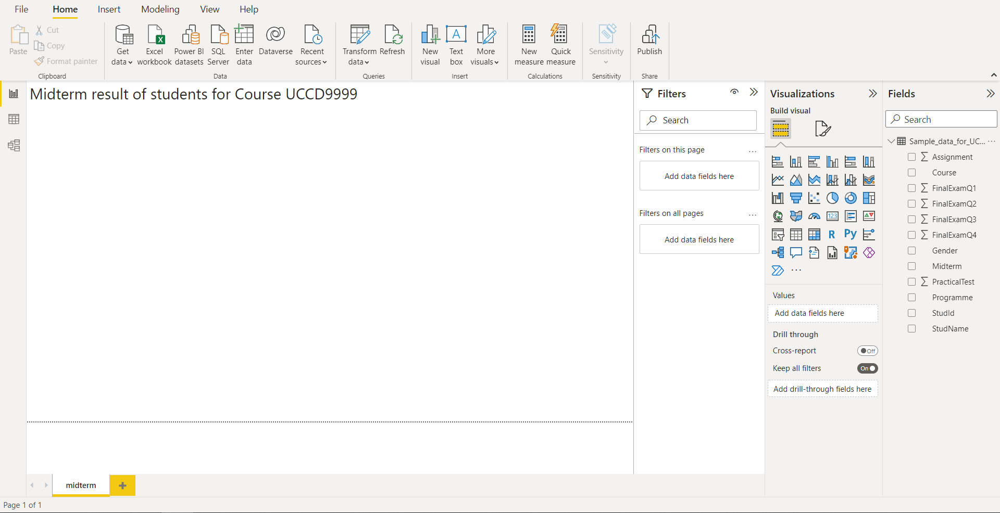 File Home Insert Modeling View Help
Paste
Cut
Copy
Format painter
Clipboard
Get data
Excel workbook
Power BI datasets
SQL Server
Enter data
Dataverse
Recent sources
Data
Transform data
Refresh
Queries
New visual
A
Text box
More visuals
Insert
New measure
Quick measure
Calculations
Sensitivity
Sensitivity
Publish
Share
Midterm result of students for Course UCCD9999
Filters
Search
Filters on this page ...
Add data fields here
Filters on all pages ...
Add data fields here
Visualizations
Build visual
123
R Py
...
Values
Add data fields here
Drill through
Cross-report Off
Keep all filters On
Add drill-through fields here
Fields
Search
Sample_data_for_UC... ...
Σ Assignment
Course
Σ FinalExamQ1
Σ FinalExamQ2
Σ FinalExamQ3
Σ FinalExamQ4
Gender
Midterm
Σ PracticalTest
Programme
StudId
StudName
midterm +
Page 1 of 1